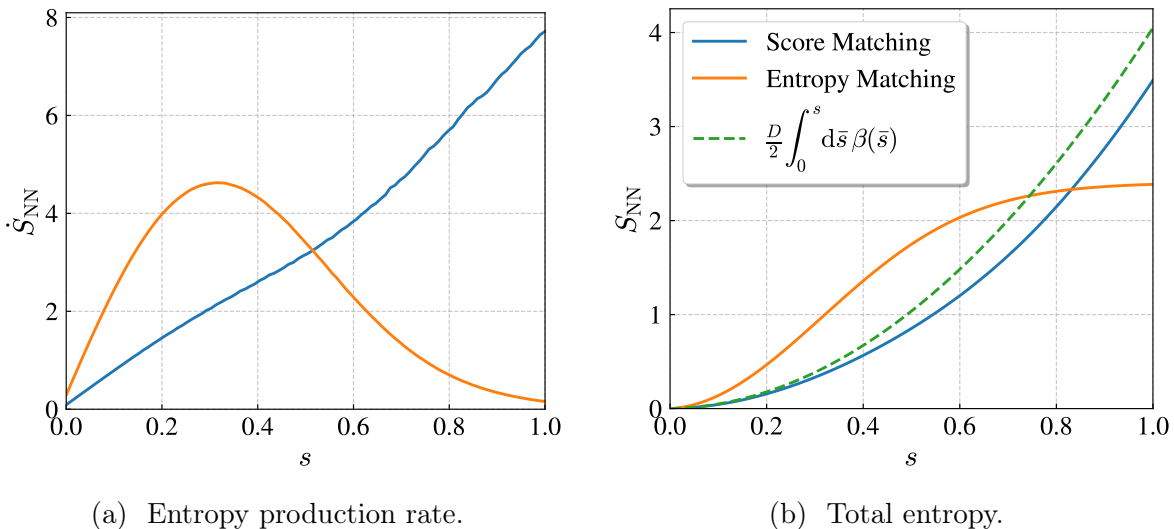 8
6
4
2
0
0.0 0.2 0.4 0.6 0.8 1.0
Ṡ_NN
s
(a) Entropy production rate.
4
3
2
1
0
0.0 0.2 0.4 0.6 0.8 1.0
S_NN
s
Score Matching
Entropy Matching
D/2 ∫_0^s ds̄ β(s̄)
(b) Total entropy.